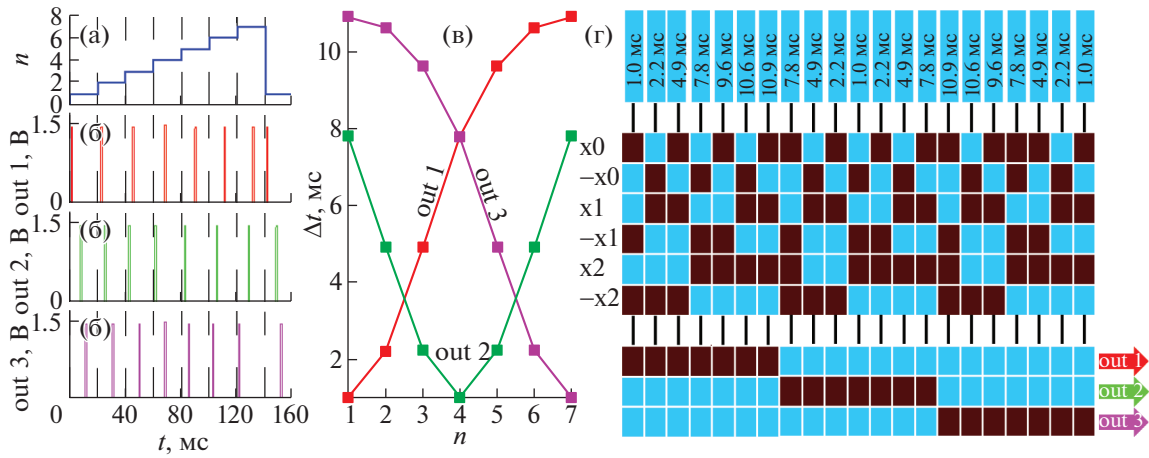 (а)
n
8
6
4
2
0
(б)
out 1, В
1.5
0
(б)
out 2, В
1.5
0
(б)
out 3, В
1.5
0 40 80 120 160
t, мс
(в)
Δt, мс
10
8
6
4
2
out 1
out 3
out 2
1 2 3 4 5 6 7
n
(г)
1.0 мс 2.2 мс 4.9 мс 7.8 мс 9.6 мс 10.6 мс 10.9 мс 7.8 мс 4.9 мс 2.2 мс 1.0 мс 2.2 мс 4.9 мс 7.8 мс 10.9 мс 10.6 мс 9.6 мс 7.8 мс 4.9 мс 2.2 мс 1.0 мс
x0
−x0
x1
−x1
x2
−x2
out 1
out 2
out 3